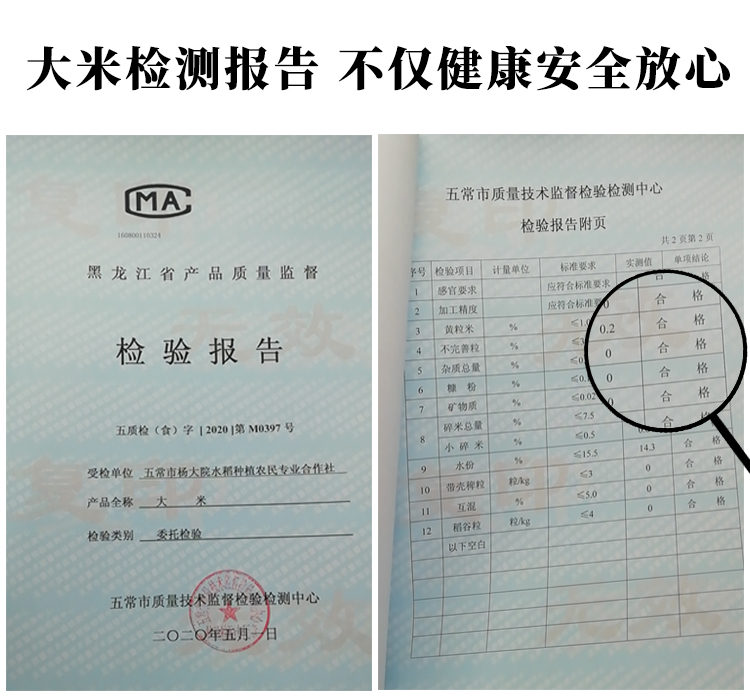 大米检测报告 不仅健康安全放心
CMA
160800110324
黑龙江省产品质量监督
检验报告
五质检（食）字 [ 2020 ] 第 M0397 号
受检单位 五常市杨大院水稻种植农民专业合作社
产品全称 大 米
检验类别 委托检验
五常市质量技术监督检验检测中心
二〇二〇年五月一日
五常市质量技术监督检验检测中心
检验报告附页
共 2 页第 2 页
序号 检验项目 计量单位 标准要求 实测值 单项结论
1 感官要求 应符合标准要求 合 格
2 加工精度 应符合标准要 0 合 格
3 黄粒米 % ≤1.0 0.2 合 格
4 不完善粒 % 0 合 格
5 杂质总量 % 0 合 格
6 糠 粉 % 合 格
7 矿物质 % ≤0.02
8 碎米总量 % ≤7.5
小碎米 % ≤0.5
9 水份 % ≤15.5 14.3 合 格
10 带壳稗粒 粒/kg ≤3 0 合 格
11 互混 % ≤5.0 0 合 格
12 稻谷粒 粒/kg ≤4 0 合 格
以下空白